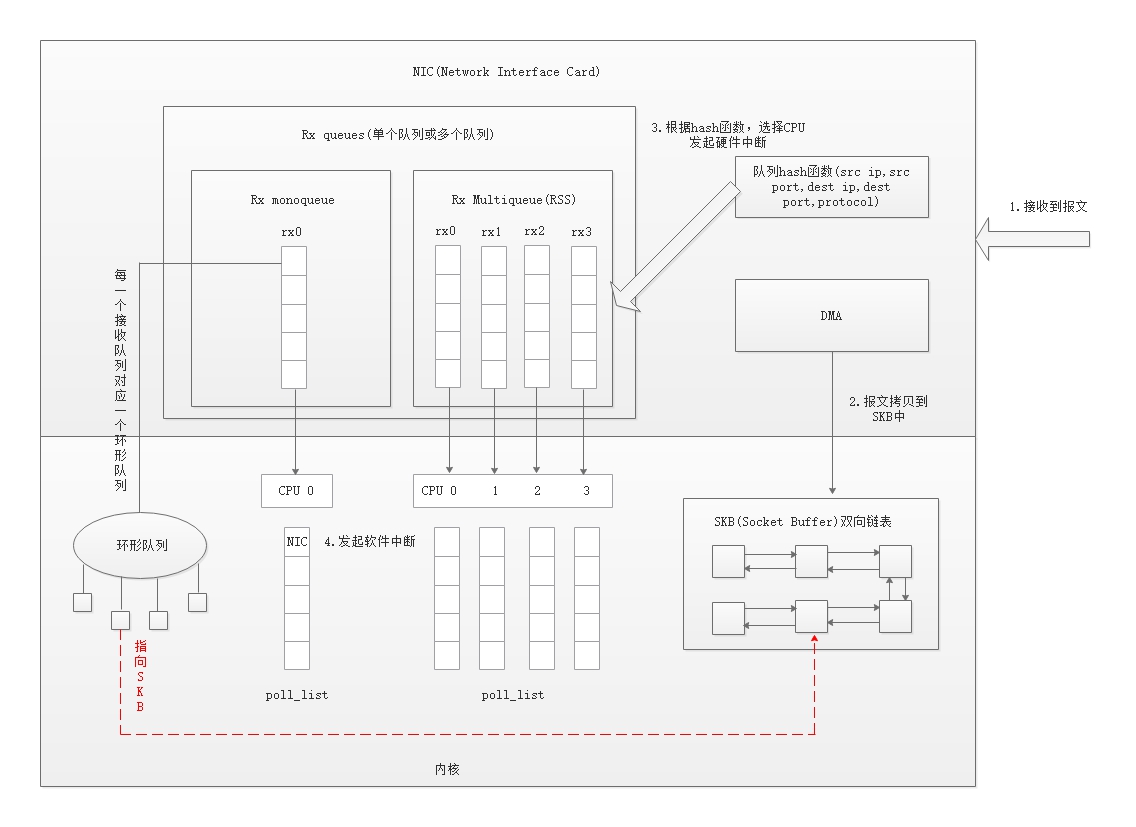 NIC(Network Interface Card)
Rx queues(单个队列或多个队列)
3.根据hash函数，选择CPU
发起硬件中断
队列hash函数(src ip,src
port,dest ip,dest
port,protocol)
1.接收到报文
Rx monoqueue
rx0
Rx Multiqueue(RSS)
rx0 rx1 rx2 rx3
每一个接收队列对应一个环形队列
DMA
2.报文拷贝到
SKB中
CPU 0
CPU 0 1 2 3
环形队列
NIC
4.发起软件中断
SKB(Socket Buffer)双向链表
指向SKB
poll_list
poll_list
内核